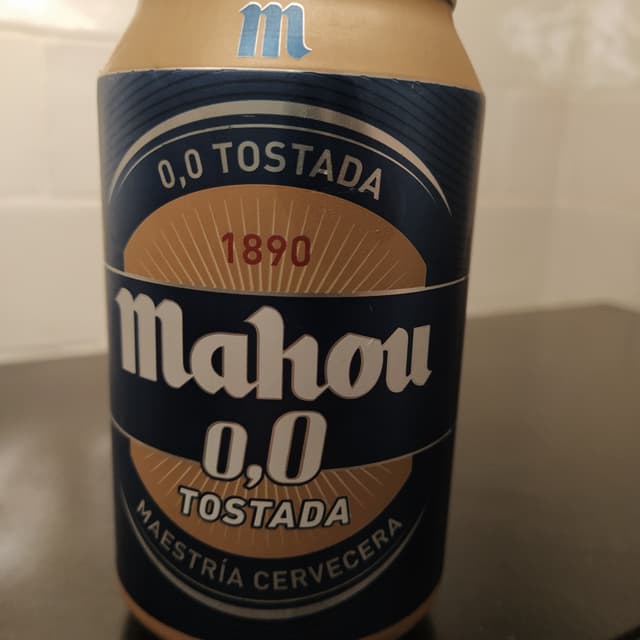 m
0,0 TOSTADA
1890
Mahou
0,0
TOSTADA
MAESTRÍA CERVECERA